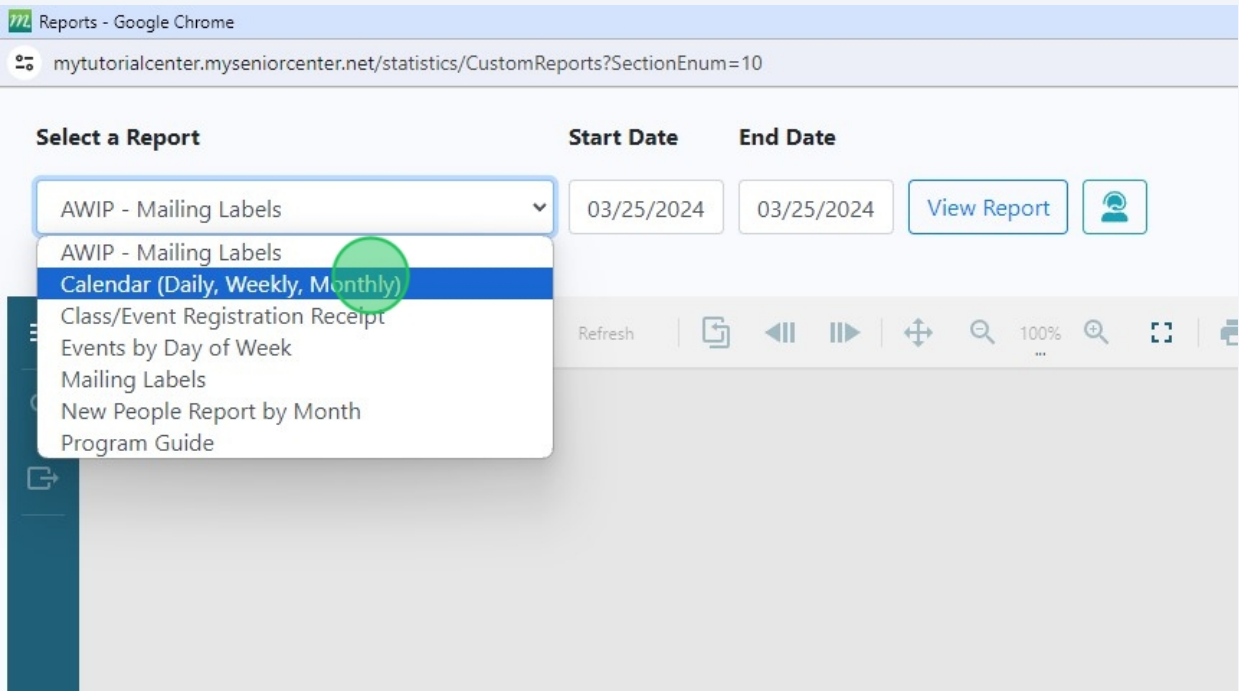 Reports - Google Chrome
mytutorialcenter.myseniorcenter.net/statistics/CustomReports?SectionEnum=10
Select a Report Start Date End Date
AWIP - Mailing Labels 03/25/2024 03/25/2024 View Report
AWIP - Mailing Labels
Calendar (Daily, Weekly, Monthly)
Class/Event Registration Receipt
Refresh 100%
...
Events by Day of Week
Mailing Labels
New People Report by Month
Program Guide